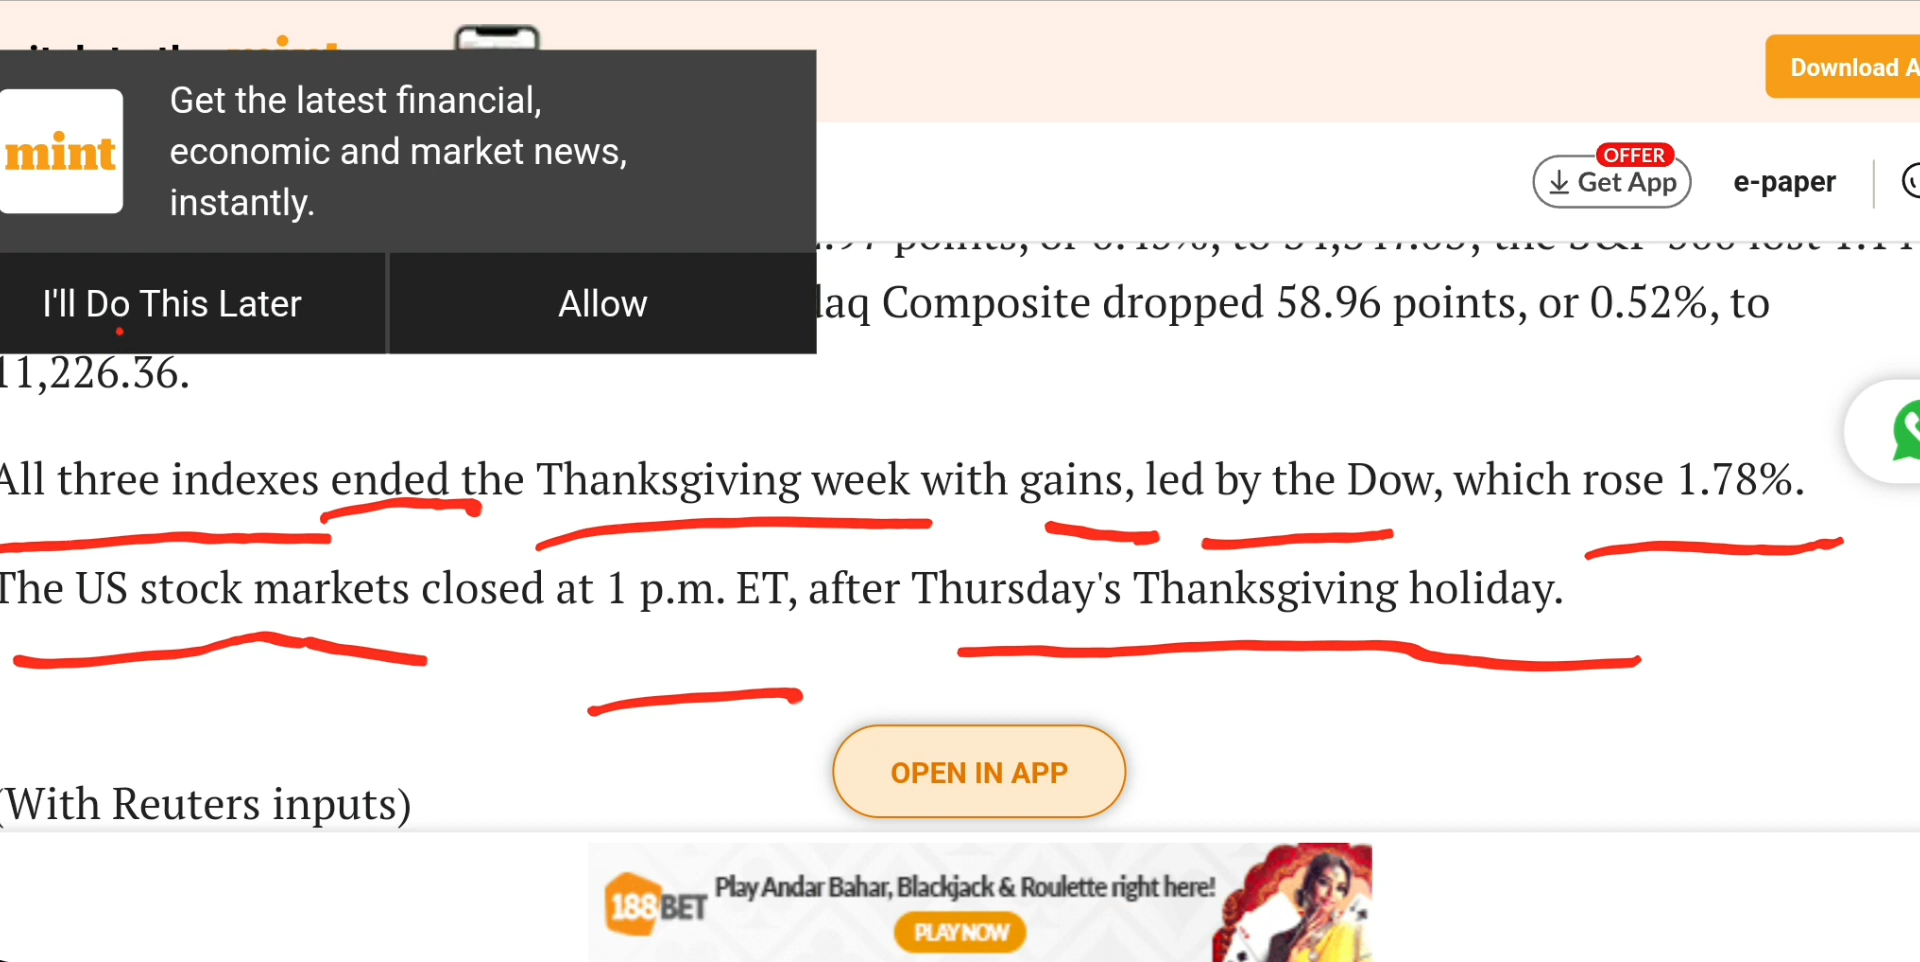 mint
Get the latest financial,
economic and market news,
instantly.
I'll Do This Later
Allow
Download
OFFER
Get App
e-paper
points, or
Composite dropped 58.96 points, or 0.52%, to
11,226.36.
All three indexes ended the Thanksgiving week with gains, led by the Dow, which rose 1.78%.
The US stock markets closed at 1 p.m. ET, after Thursday's Thanksgiving holiday.
OPEN IN APP
(With Reuters inputs)
188BET
Play Andar Bahar, Blackjack & Roulette right here!
PLAY NOW